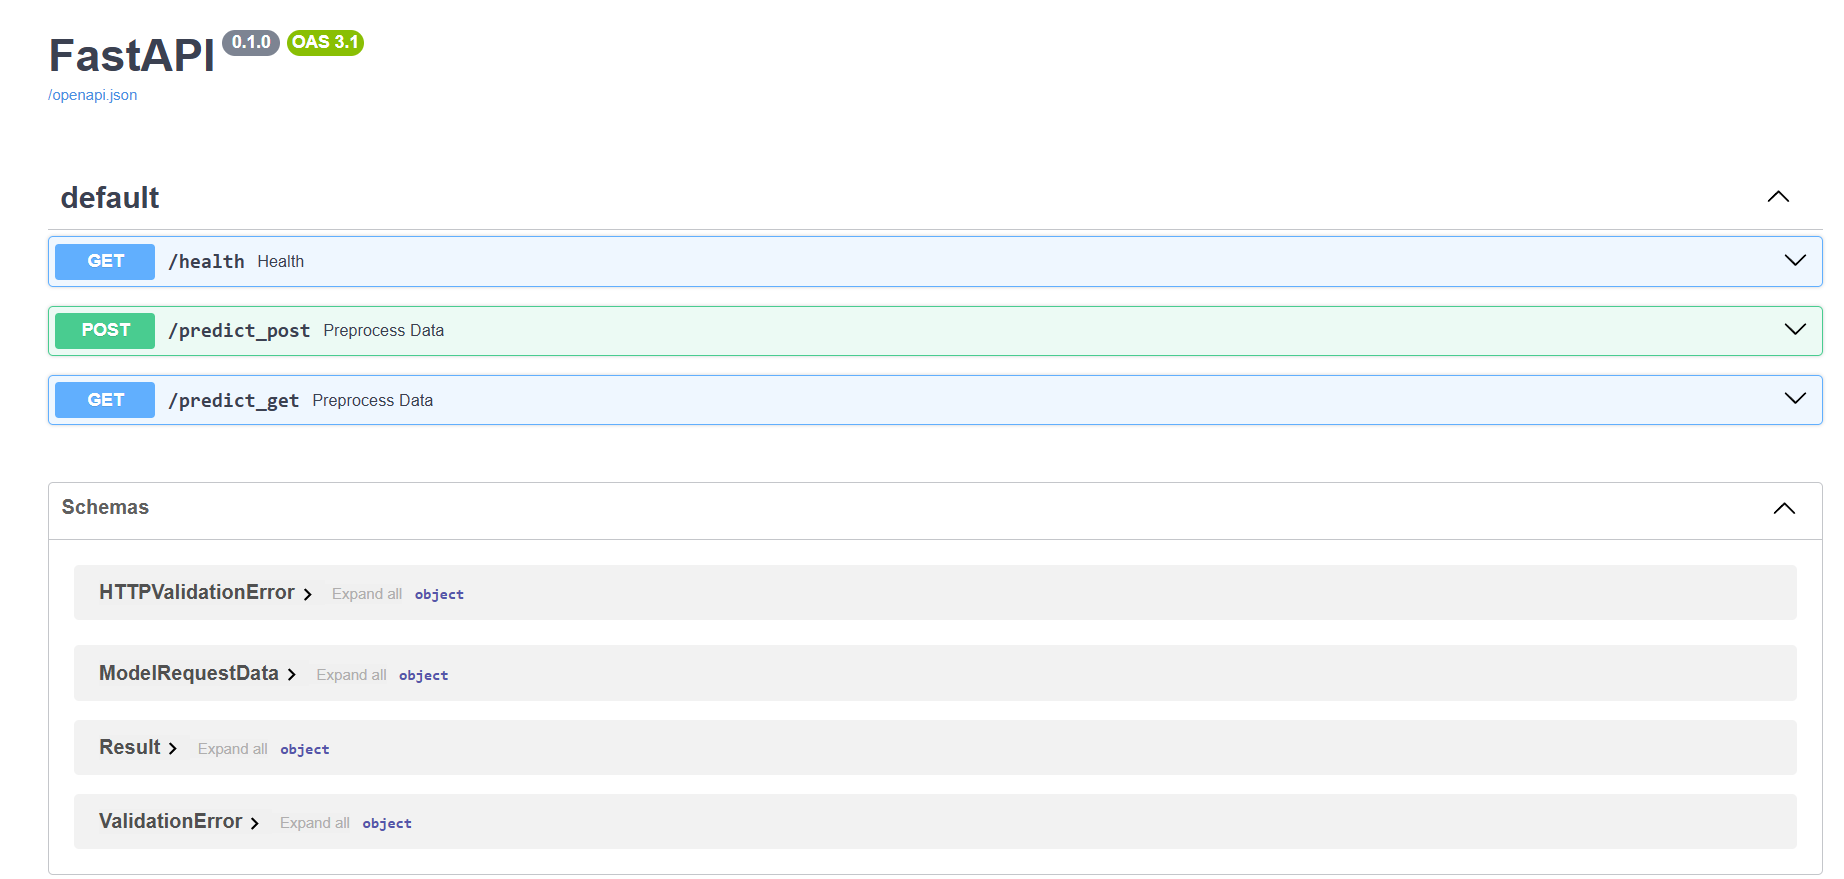 FastAPI 0.1.0 OAS 3.1
/openapi.json
default
GET /health Health
POST /predict_post Preprocess Data
GET /predict_get Preprocess Data
Schemas
HTTPValidationError Expand all object
ModelRequestData Expand all object
Result Expand all object
ValidationError Expand all object